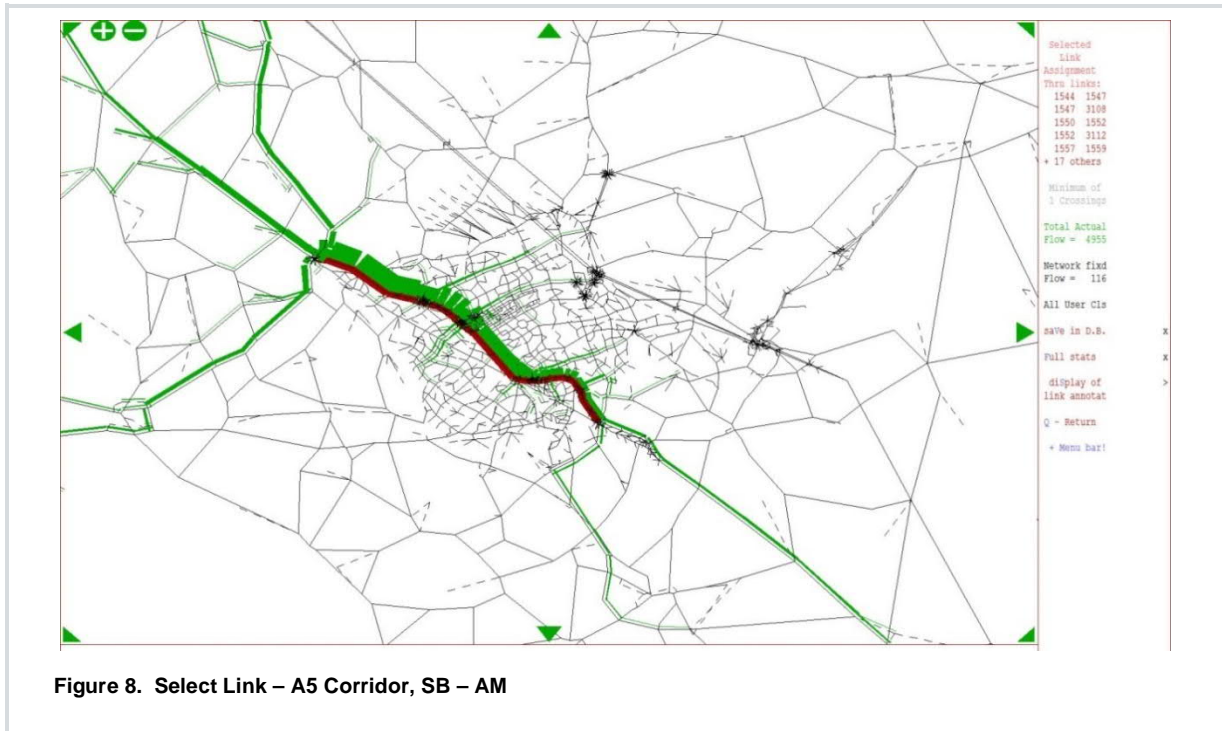 Selected
Link
Assignment
Thru links:
1544 1547
1547 3108
1550 1552
1552 3112
1557 1559
+ 17 others
Minimum of
1 Crossings
Total Actual
Flow = 4955
Network fixd
Flow = 116
All User Cls
saVe in D.B. x
Full stats x
diSplay of >
link annotat
Q - Return
+ Menu bar!
Figure 8. Select Link – A5 Corridor, SB – AM